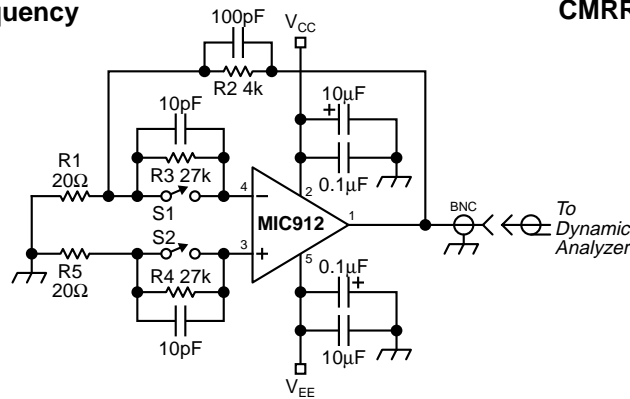 quency
CMRR
100pF
VCC
R2 4k
10pF
10µF
+
R1
20Ω
R3 27k
0.1µF
4
−
2
S1
MIC912
1
BNC
To
Dynamic
Analyzer
S2
3
+
R5
20Ω
R4 27k
5
0.1µF
+
10pF
10µF
VEE